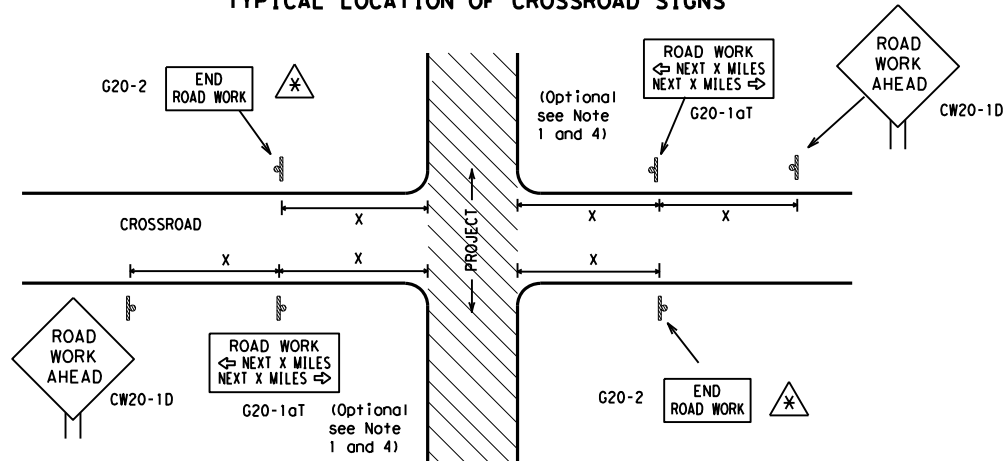 TYPICAL LOCATION OF CROSSROAD SIGNS
G20-2
END
ROAD WORK
*
(Optional
see Note
1 and 4)
ROAD WORK
⇦ NEXT X MILES
NEXT X MILES ⇨
G20-1aT
ROAD
WORK
AHEAD
CW20-1D
CROSSROAD
X
X
X
PROJECT
X
X
X
ROAD
WORK
AHEAD
CW20-1D
ROAD WORK
⇦ NEXT X MILES
NEXT X MILES ⇨
G20-1aT
(Optional
see Note
1 and 4)
G20-2
END
ROAD WORK
*